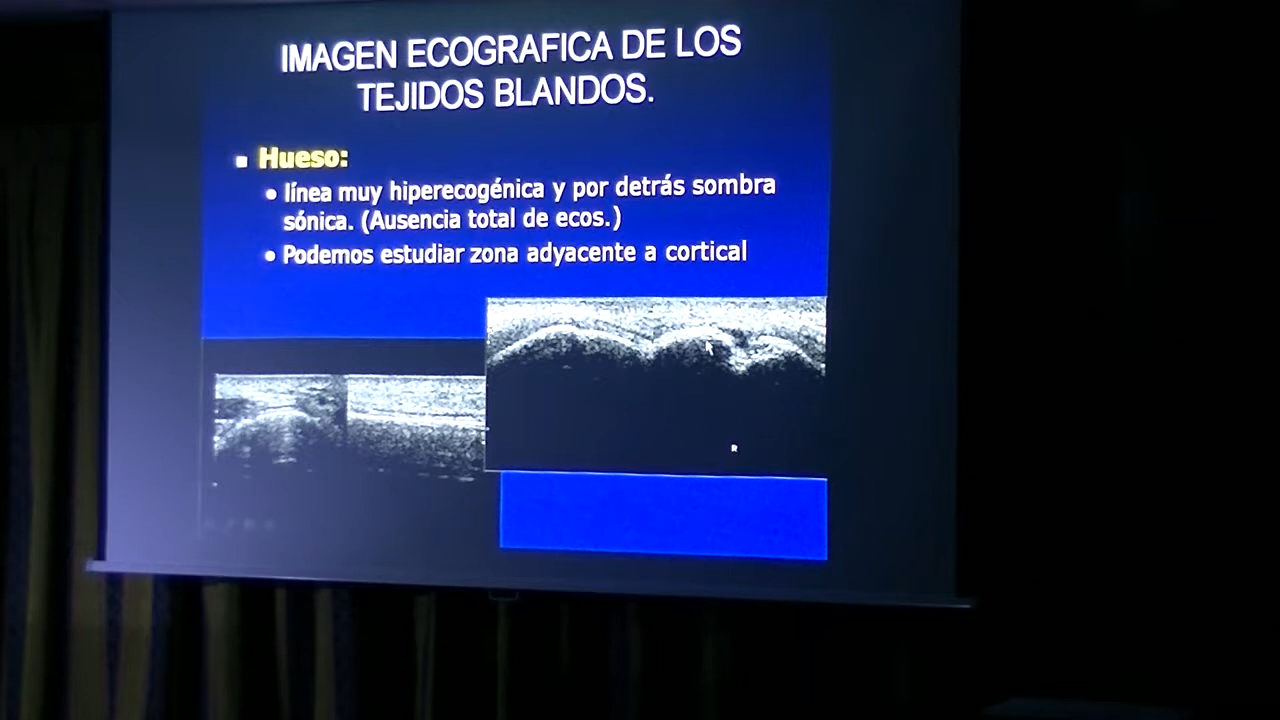 IMAGEN ECOGRAFICA DE LOS
TEJIDOS BLANDOS.
Hueso:
línea muy hiperecogénica y por detrás sombra
sónica. (Ausencia total de ecos.)
Podemos estudiar zona adyacente a cortical
R